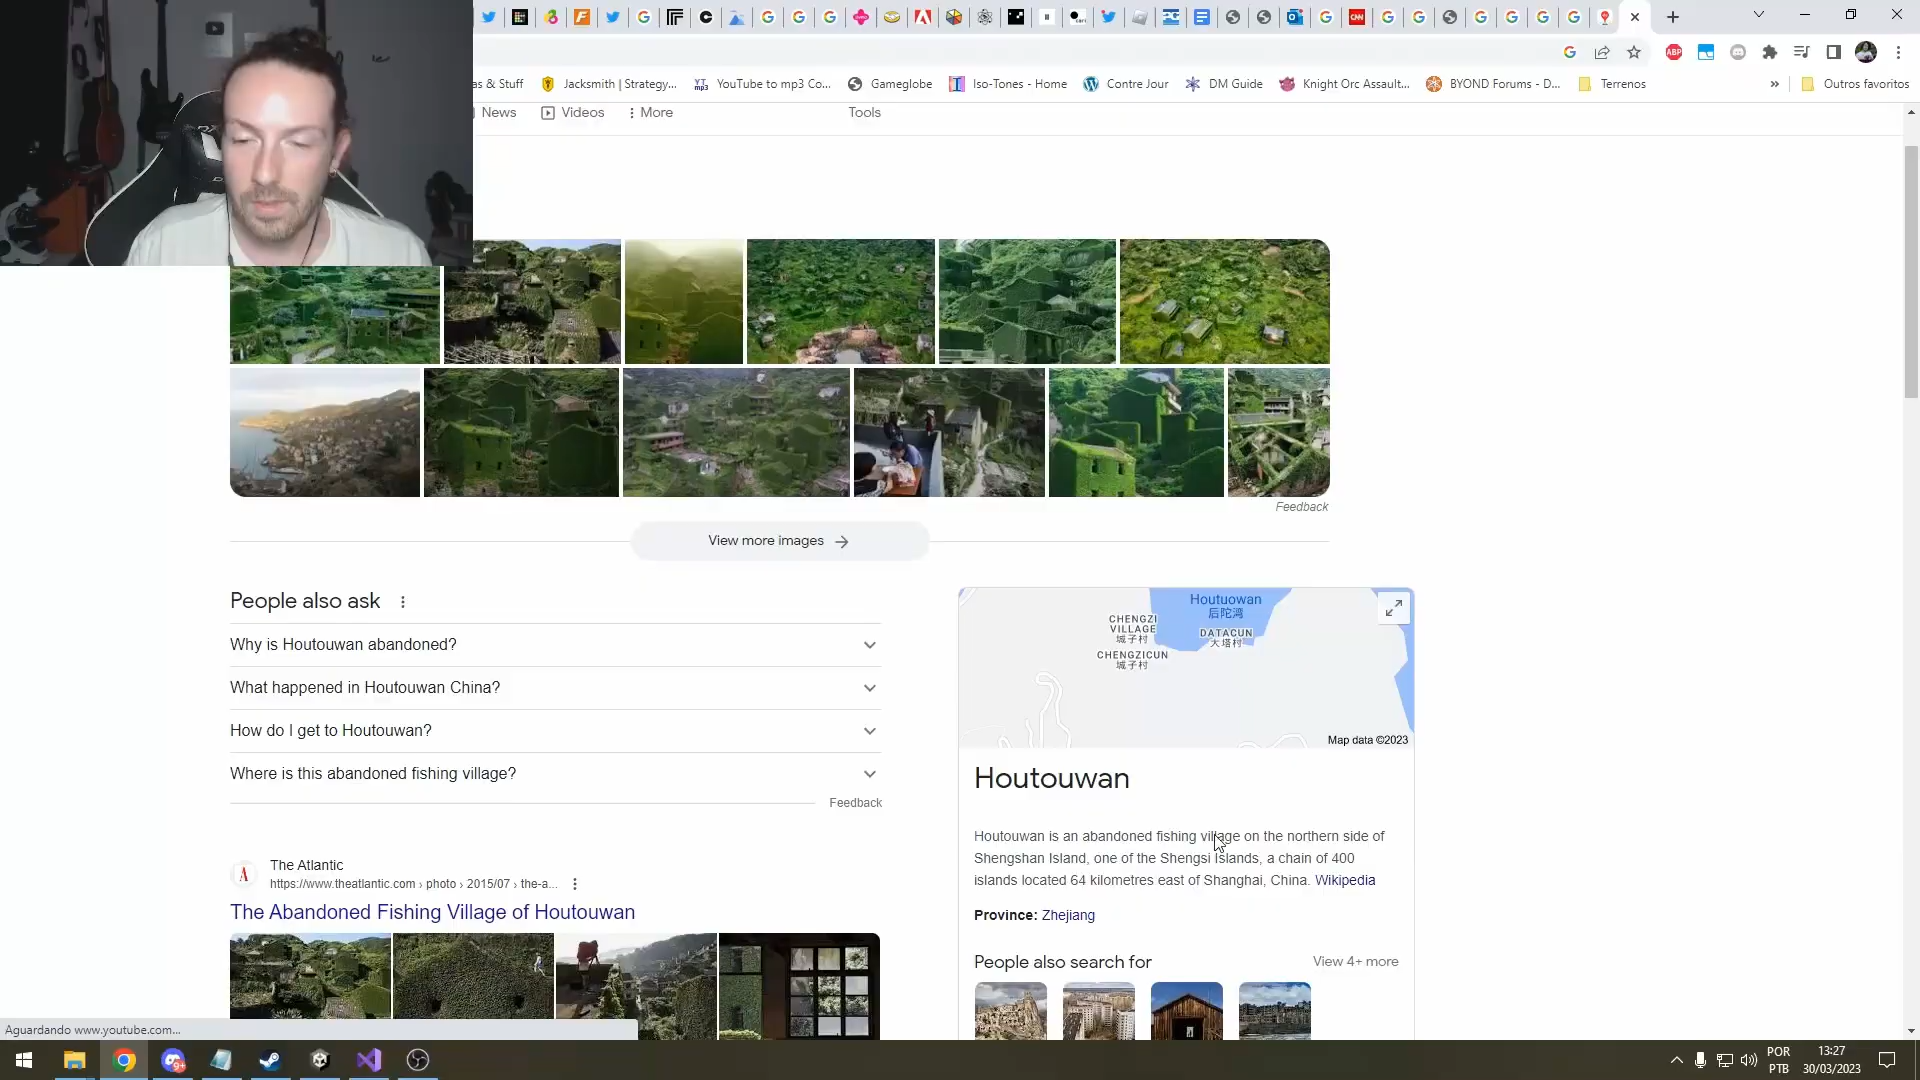 as & Stuff
Jacksmith | Strategy...
YouTube to mp3 Co...
Gameglobe
Iso-Tones - Home
Contre Jour
DM Guide
Knight Orc Assault...
BYOND Forums - D...
Terrenos
»
Outros favoritos
News
Videos
More
Tools
Feedback
View more images
People also ask
Why is Houtouwan abandoned?
What happened in Houtouwan China?
How do I get to Houtouwan?
Where is this abandoned fishing village?
Feedback
The Atlantic
https://www.theatlantic.com › photo › 2015/07 › the-a...
The Abandoned Fishing Village of Houtouwan
Houtuowan
后陀湾
CHENGZI
VILLAGE
城子村
DATACUN
大塔村
CHENGZICUN
城子村
Map data ©2023
Houtouwan
Houtouwan is an abandoned fishing village on the northern side of
Shengshan Island, one of the Shengsi Islands, a chain of 400
islands located 64 kilometres east of Shanghai, China. Wikipedia
Province: Zhejiang
People also search for
View 4+ more
Aguardando www.youtube.com...
POR
PTB
13:27
30/03/2023